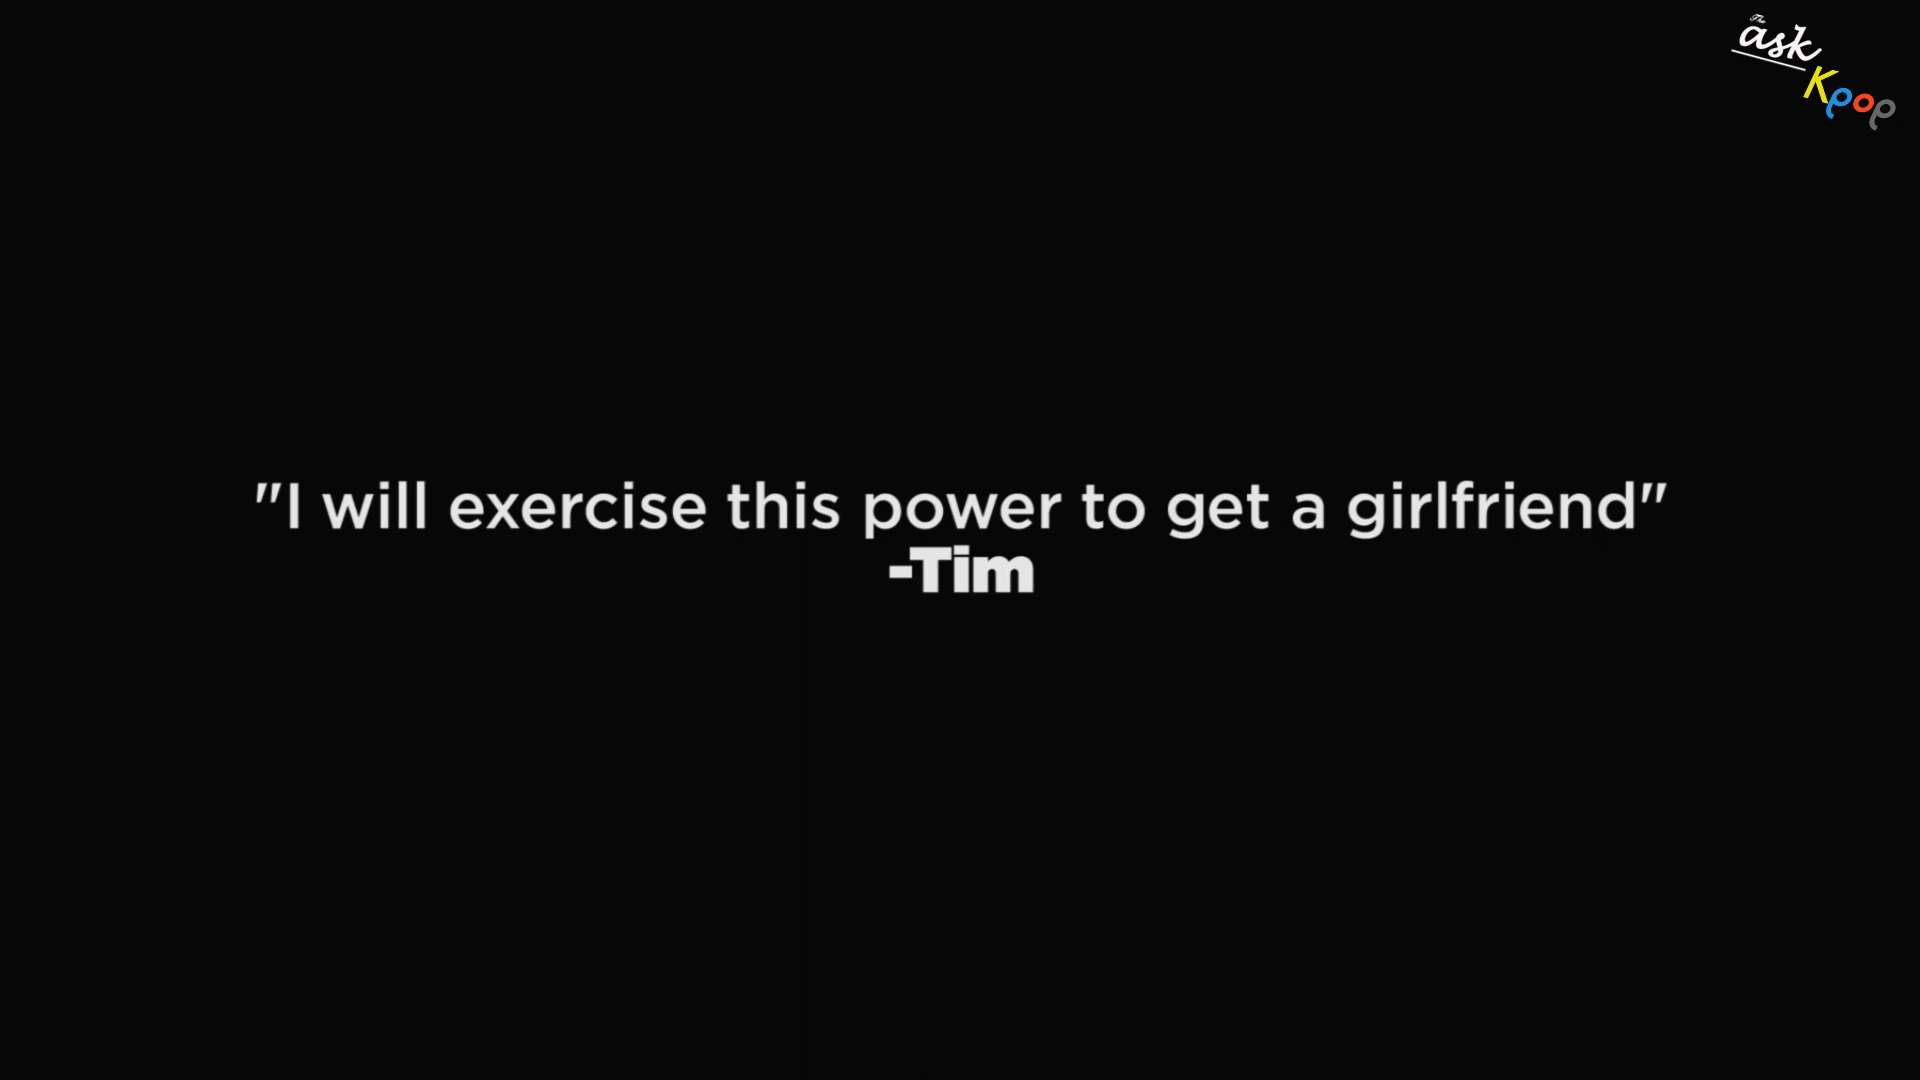 The
ask
Kpop
"I will exercise this power to get a girlfriend"
-Tim